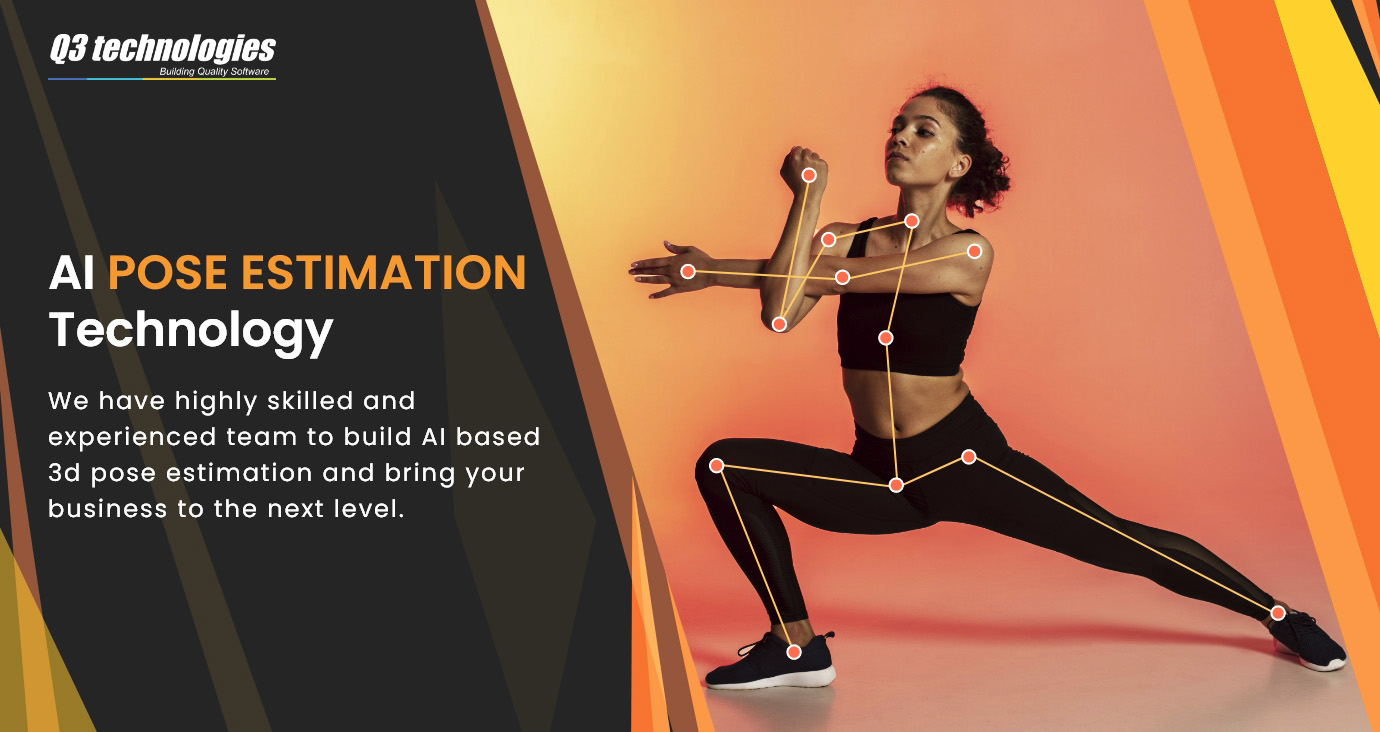 Q3 technologies
Building Quality Software
AI POSE ESTIMATION
Technology
We have highly skilled and
experienced team to build AI based
3d pose estimation and bring your
business to the next level.